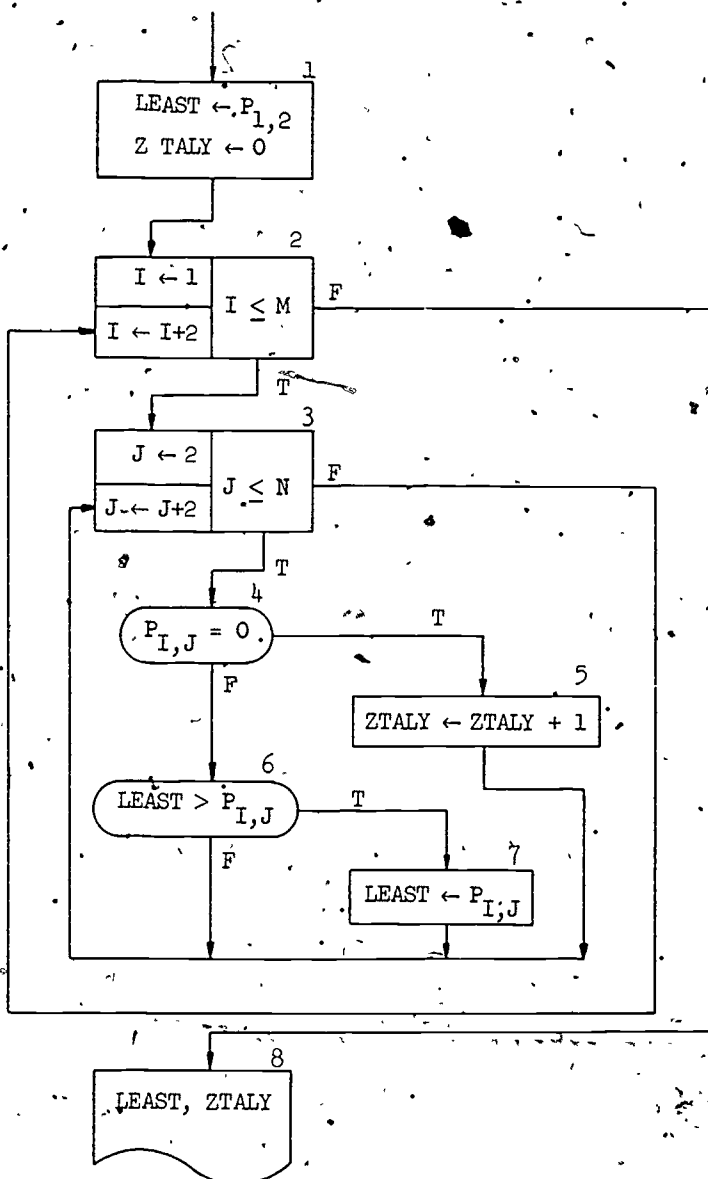 1
LEAST ← P1,2
Z TALY ← 0
2
I ← 1
I ≤ M
F
I ← I+2
T
3
J ← 2
J ≤ N
F
J ← J+2
T
4
PI,J = 0
T
F
5
ZTALY ← ZTALY + 1
6
LEAST > PI,J
T
F
7
LEAST ← PI,J
8
LEAST, ZTALY